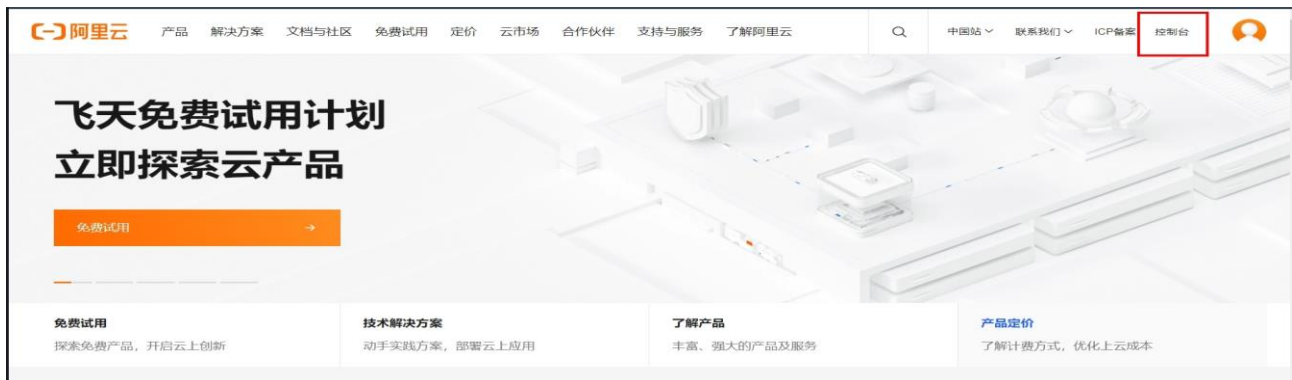 阿里云 产品 解决方案 文档与社区 免费试用 定价 云市场 合作伙伴 支持与服务 了解阿里云 中国站 联系我们 ICP备案 控制台
飞天免费试用计划
立即探索云产品
免费试用 →
免费试用 技术解决方案 了解产品 产品定价
探索免费产品，开启云上创新 动手实践方案，部署云上应用 丰富、强大的产品及服务 了解计费方式，优化上云成本